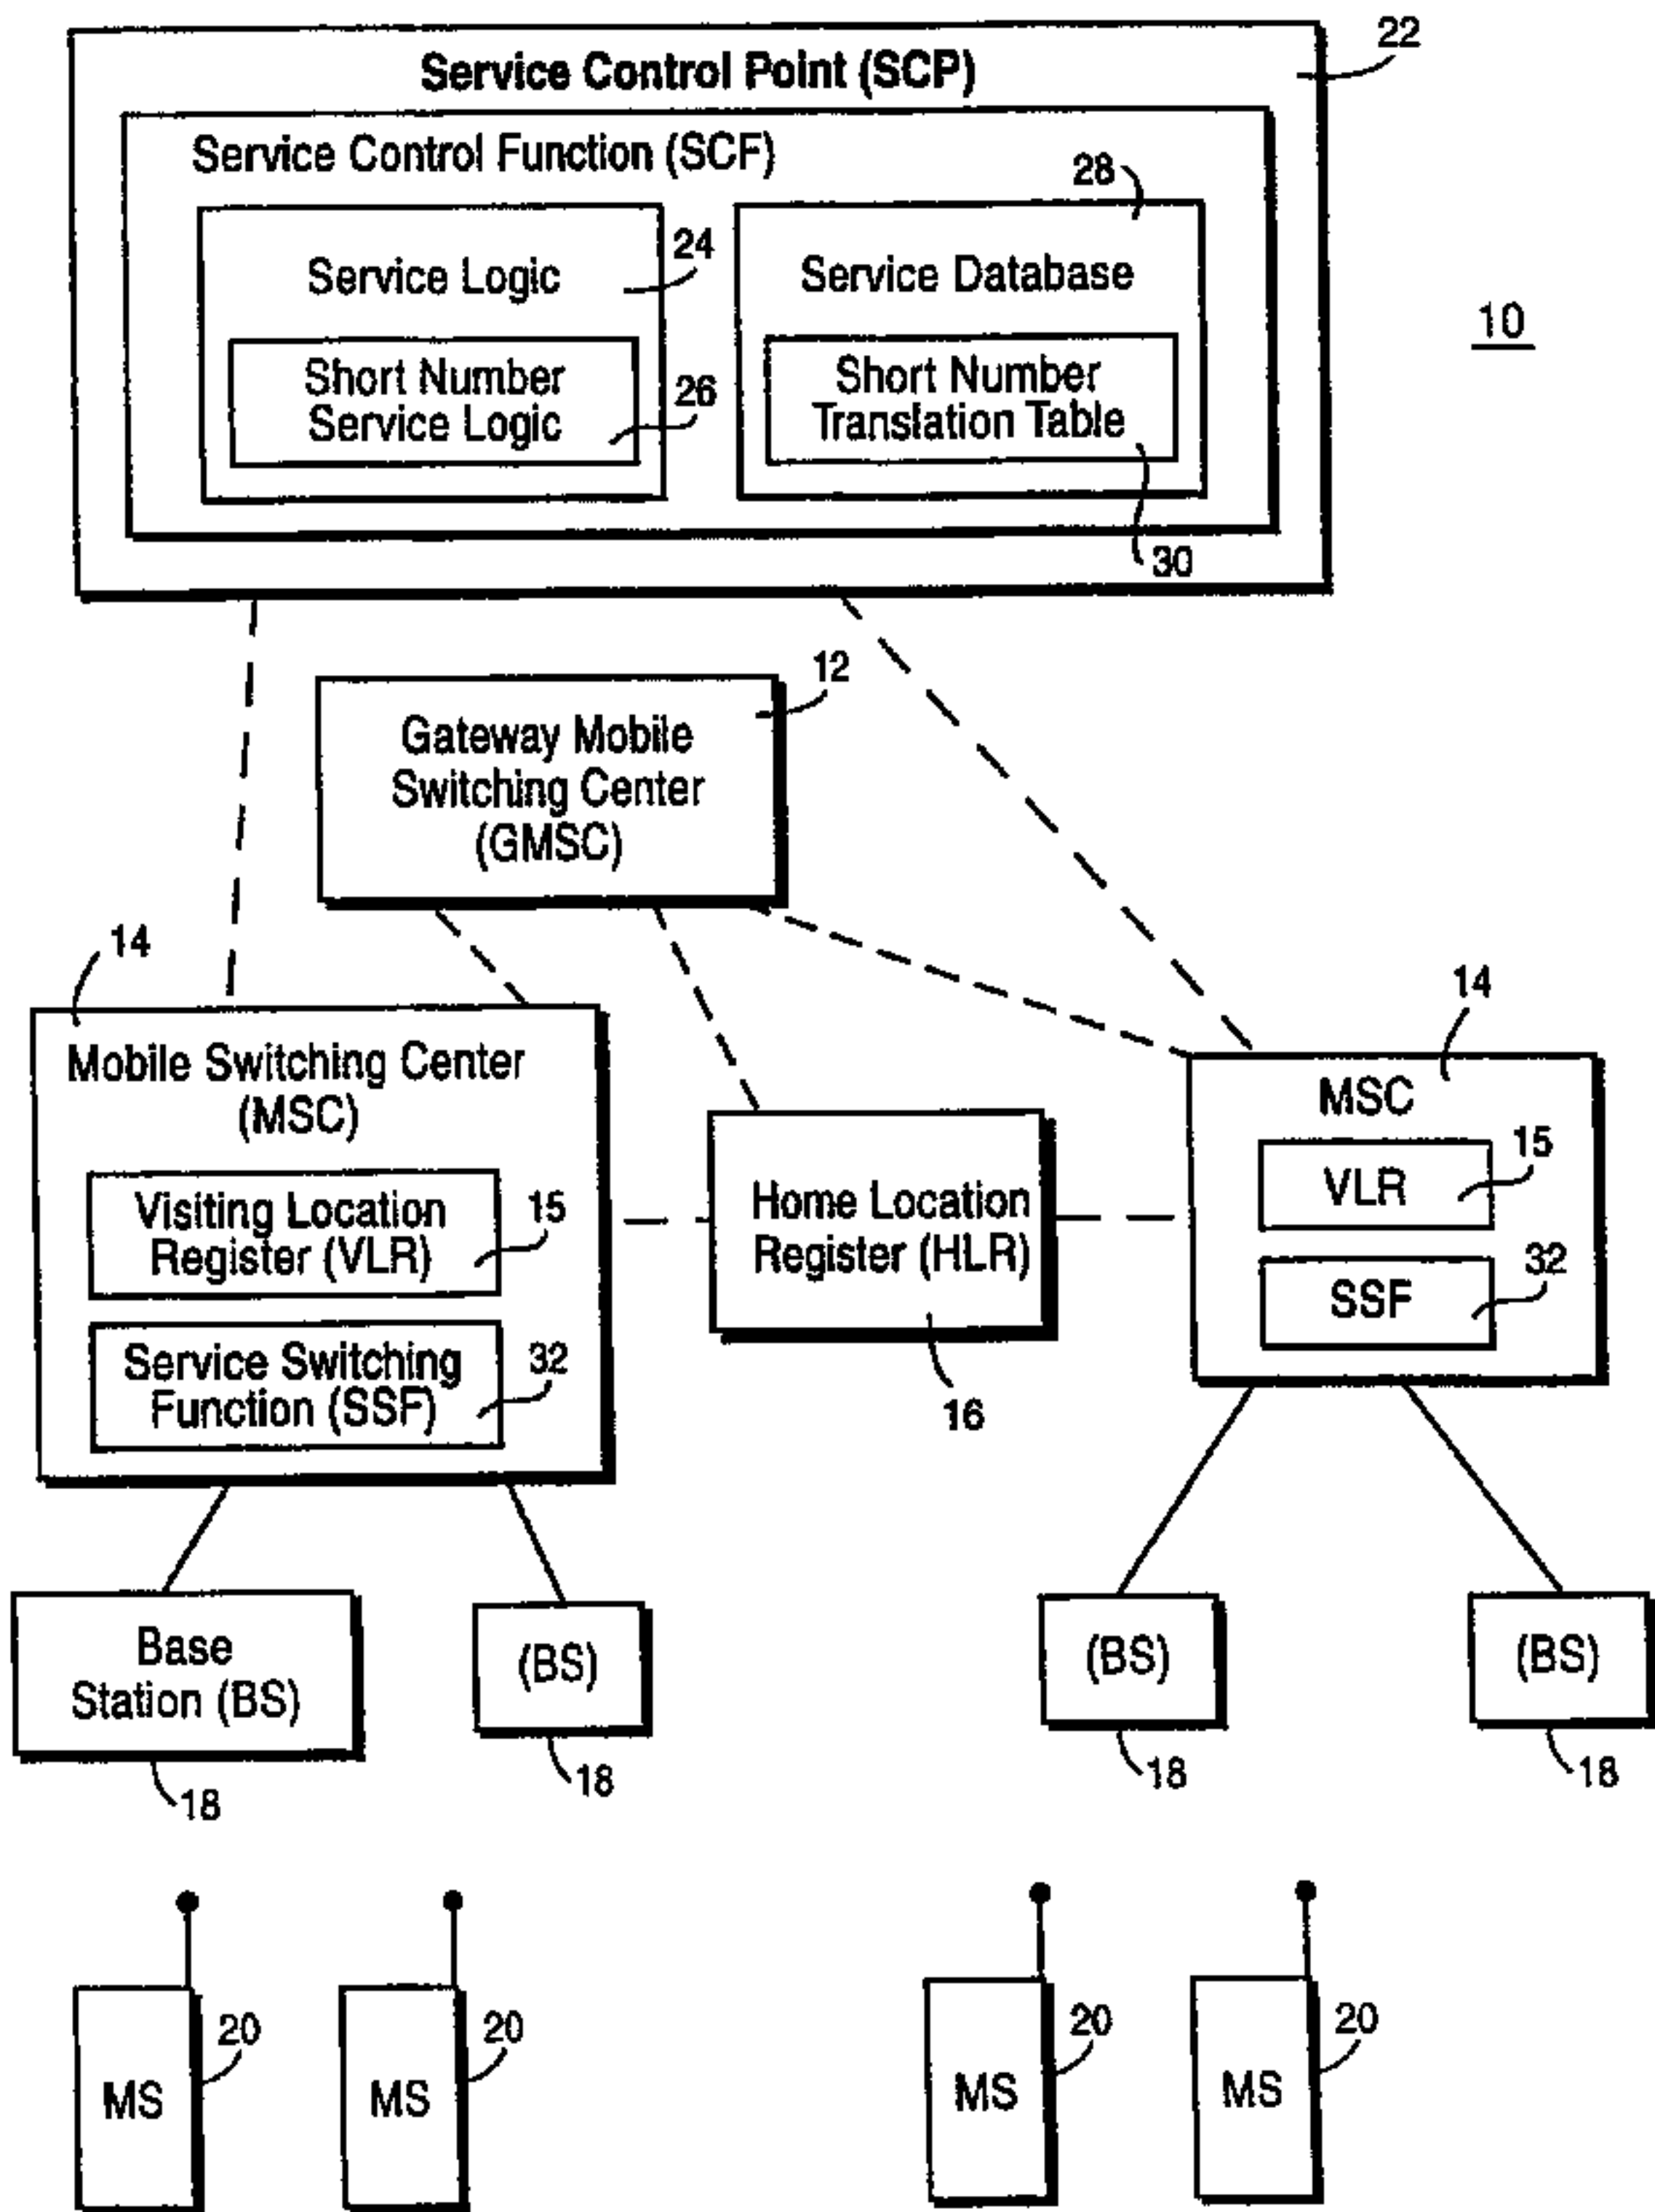 22
Service Control Point (SCP)
Service Control Function (SCF)
28
24
Service Logic
Service Database
10
Short Number
Service Logic
26
Short Number
Translation Table
30
12
Gateway Mobile
Switching Center
(GMSC)
14
Mobile Switching Center
(MSC)
14
MSC
15
VLR
Visiting Location
Register (VLR)
15
Home Location
Register (HLR)
32
SSF
Service Switching
Function (SSF)
32
16
Base
Station (BS)
(BS)
(BS)
(BS)
18
18
18
18
20
20
20
20
MS
MS
MS
MS